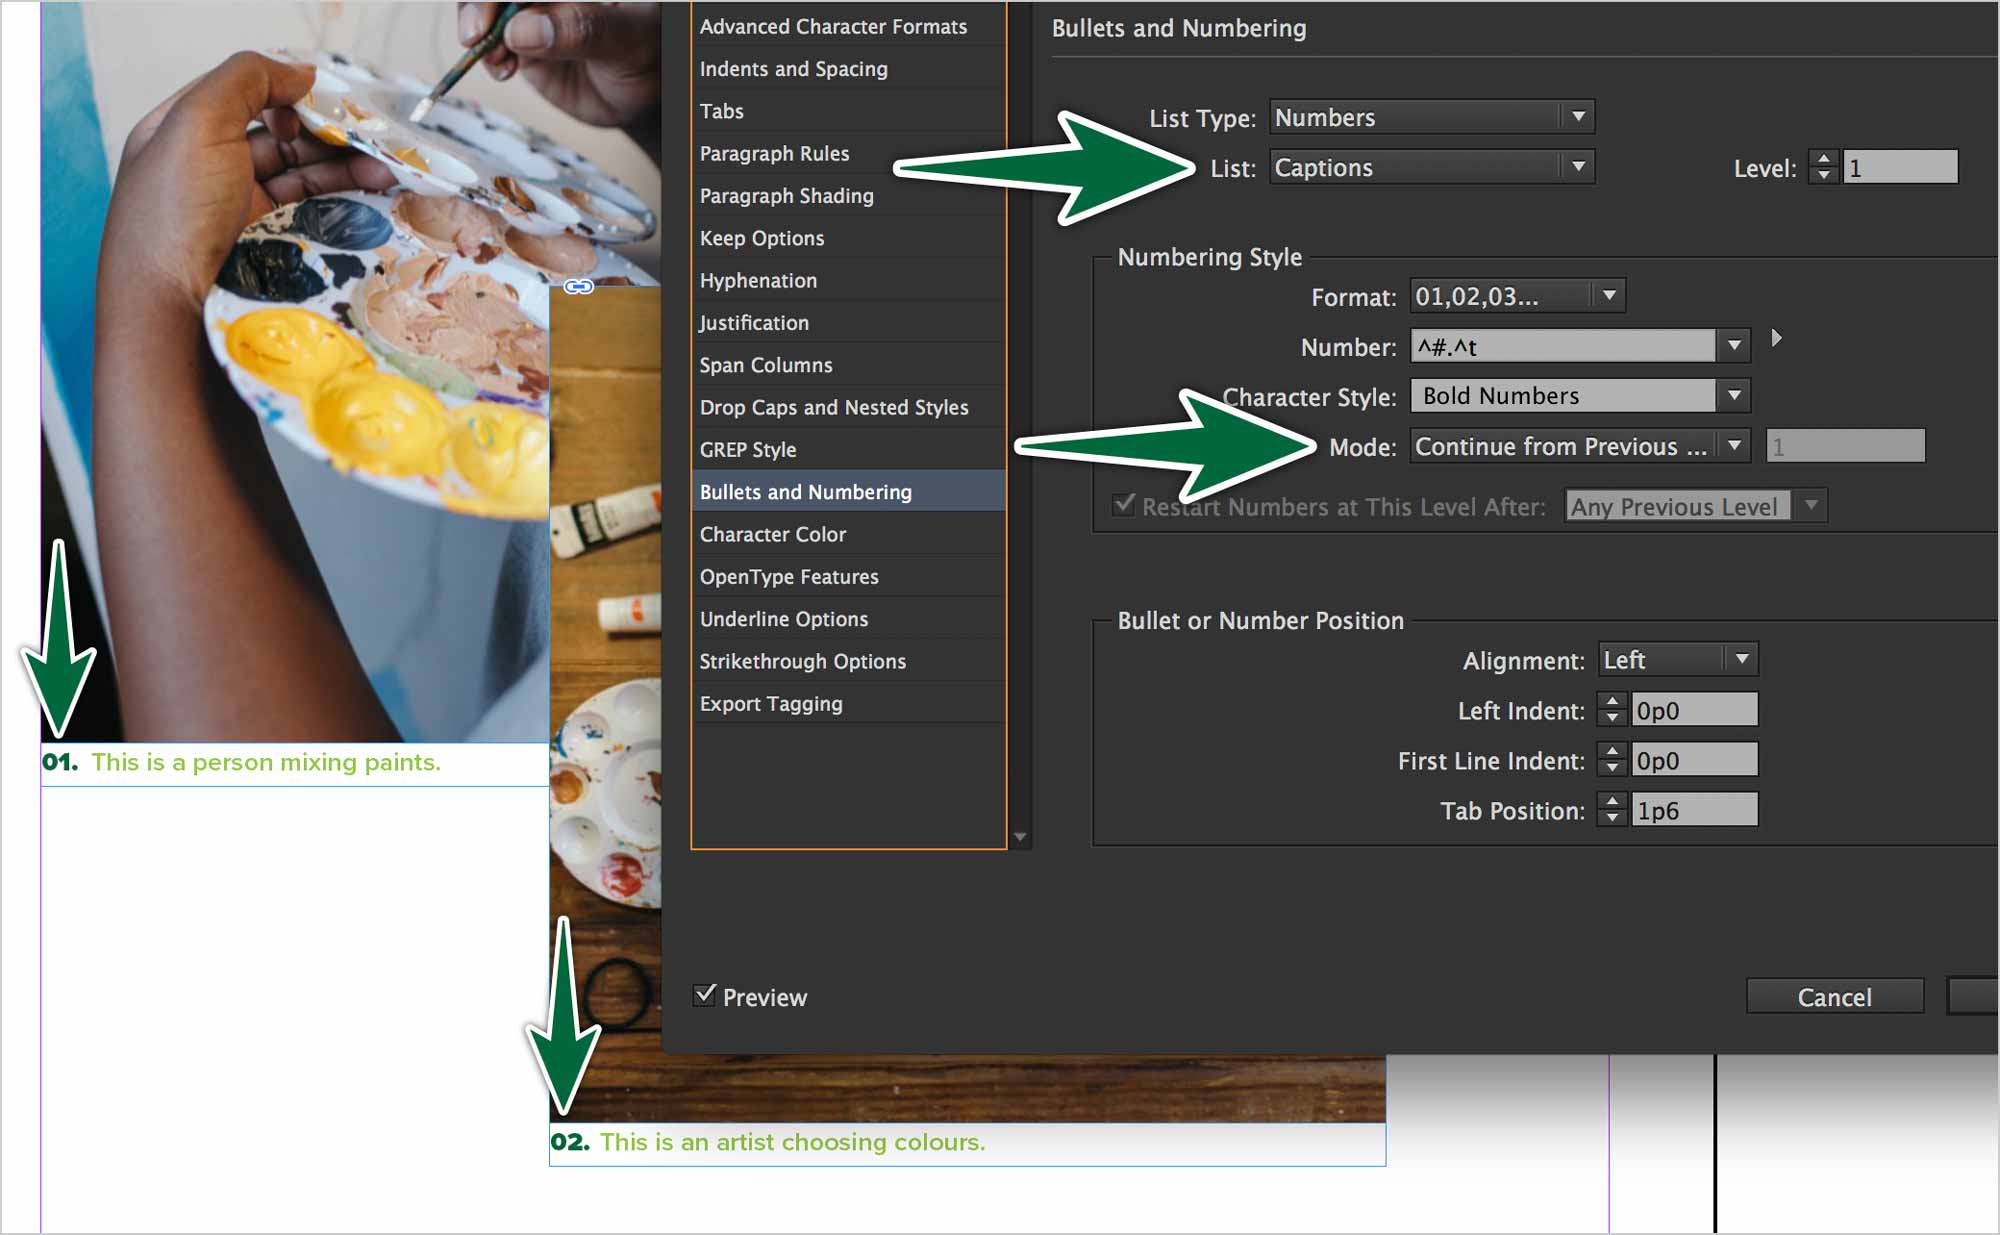 Advanced Character Formats
Indents and Spacing
Tabs
Paragraph Rules
Paragraph Shading
Keep Options
Hyphenation
Justification
Span Columns
Drop Caps and Nested Styles
GREP Style
Bullets and Numbering
Character Color
OpenType Features
Underline Options
Strikethrough Options
Export Tagging
Preview
Bullets and Numbering
List Type: Numbers
List: Captions Level: 1
Numbering Style
Format: 01,02,03...
Number: ^#.^t
Character Style: Bold Numbers
Mode: Continue from Previous ... 1
Restart Numbers at This Level After: Any Previous Level
Bullet or Number Position
Alignment: Left
Left Indent: 0p0
First Line Indent: 0p0
Tab Position: 1p6
Cancel
01. This is a person mixing paints.
02. This is an artist choosing colours.